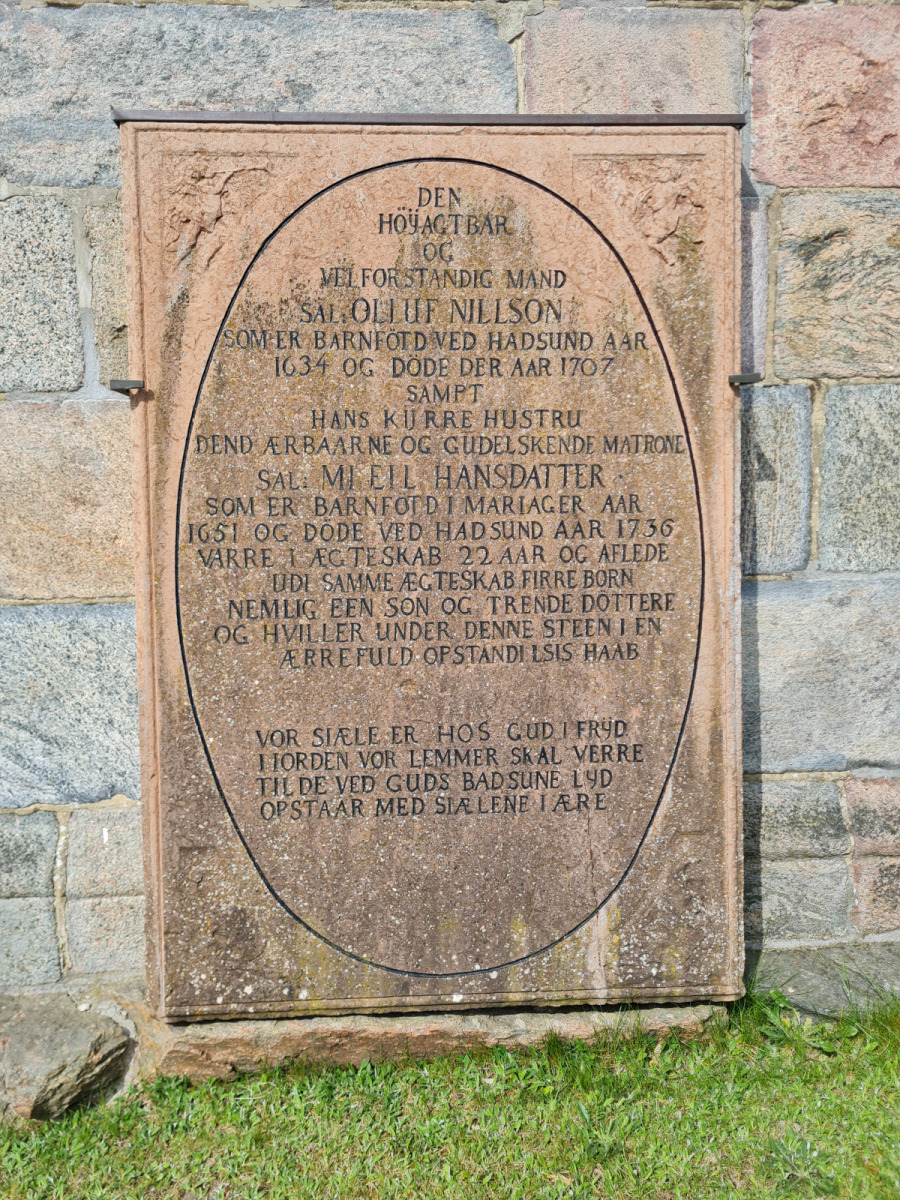 DEN
HÖŸAGTBAR
OG
VELFORSTANDIG MAND
SAL: OLLUF NILLSON
SOM ER BARNFÖTD VED HADSUND AAR
1634 OG DÖDE DER AAR 1707
SAMPT
HANS KIJRRE HUSTRU
DEND ÆRBAARNE OG GUDELSKENDE MATRONE
SAL: HANSDATTER
SOM ER BARNFÖTD I MARIAGER AAR
1651 OG DÖDE VED HADSUND AAR 1736
VARRE I ÆGTESKAB 22 AAR OG AFLEDE
UDI SAMME ÆGTESKAB FIRRE BÖRN
NEMLIG EEN SÖN OG TRENDE DÖTTERE
OG HVILLER UNDER DENNE STEEN I EN
ÆRREFULD OPSTANDILSIS HAAB
VOR SIÆLE ER HOS GUD I FRŸD
I IORDEN VOR LEMMER SKAL VERRE
TIL DE VED GUDS BADSUNE LYD
OPSTAAR MED SIÆLENE I ÆRE